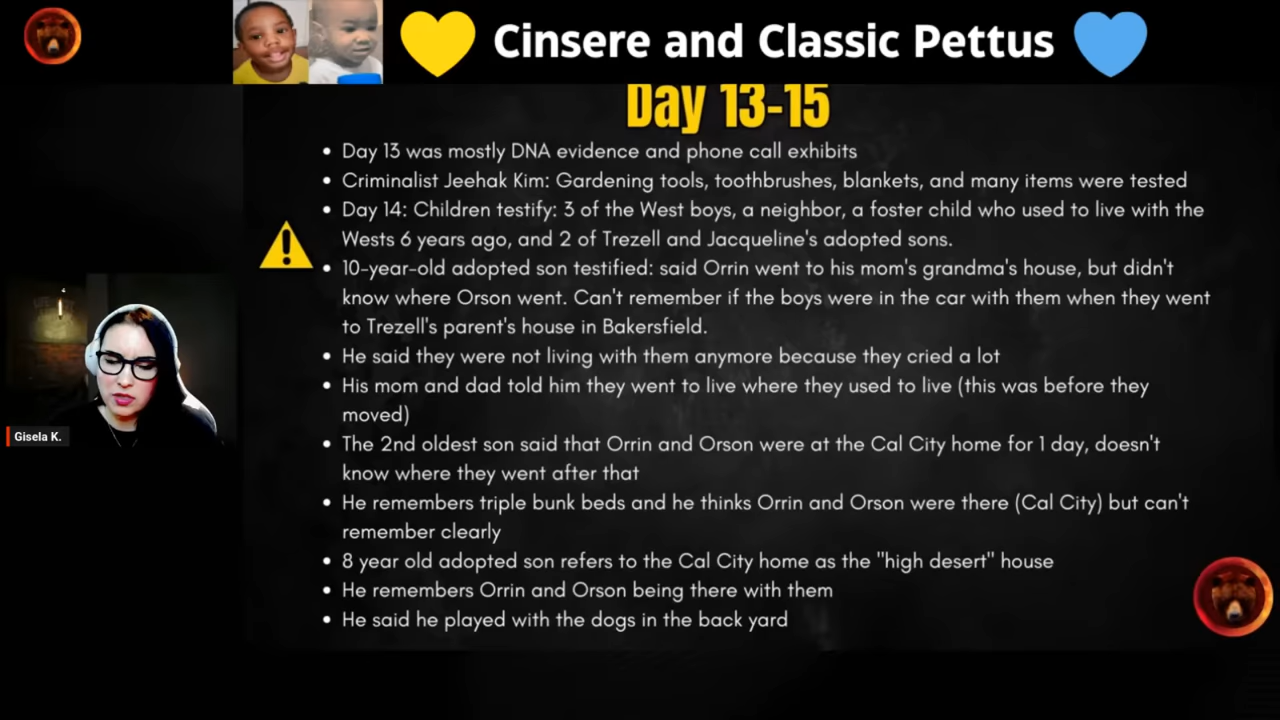 Cinsere and Classic Pettus
Day 13-15
• Day 13 was mostly DNA evidence and phone call exhibits
• Criminalist Jeehak Kim: Gardening tools, toothbrushes, blankets, and many items were tested
• Day 14: Children testify: 3 of the West boys, a neighbor, a foster child who used to live with the
Wests 6 years ago, and 2 of Trezell and Jacqueline's adopted sons.
• 10-year-old adopted son testified: said Orrin went to his mom's grandma's house, but didn't
know where Orson went. Can't remember if the boys were in the car with them when they went
to Trezell's parent's house in Bakersfield.
• He said they were not living with them anymore because they cried a lot
• His mom and dad told him they went to live where they used to live (this was before they
moved)
• The 2nd oldest son said that Orrin and Orson were at the Cal City home for 1 day, doesn't
know where they went after that
• He remembers triple bunk beds and he thinks Orrin and Orson were there (Cal City) but can't
remember clearly
• 8 year old adopted son refers to the Cal City home as the "high desert" house
• He remembers Orrin and Orson being there with them
• He said he played with the dogs in the back yard
Gisela K.